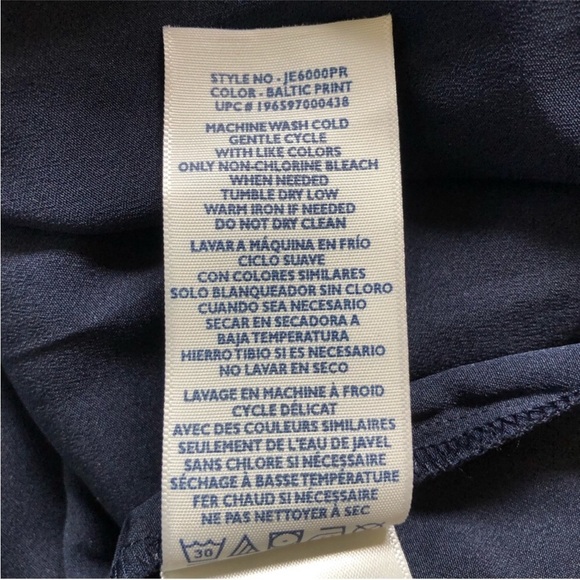 STYLE NO - JE6000PR
COLOR - BALTIC PRINT
UPC # 196597000438
MACHINE WASH COLD
GENTLE CYCLE
WITH LIKE COLORS
ONLY NON-CHLORINE BLEACH
WHEN NEEDED
TUMBLE DRY LOW
WARM IRON IF NEEDED
DO NOT DRY CLEAN
LAVAR A MÁQUINA EN FRÍO
CICLO SUAVE
CON COLORES SIMILARES
SOLO BLANQUEADOR SIN CLORO
CUANDO SEA NECESARIO
SECAR EN SECADORA A
BAJA TEMPERATURA
HIERRO TIBIO SI ES NECESARIO
NO LAVAR EN SECO
LAVAGE EN MACHINE À FROID
CYCLE DÉLICAT
AVEC DES COULEURS SIMILAIRES
SEULEMENT DE L'EAU DE JAVEL
SANS CHLORE SI NÉCESSAIRE
SÉCHAGE À BASSE TEMPÉRATURE
FER CHAUD SI NÉCESSAIRE
NE PAS NETTOYER À SEC
30